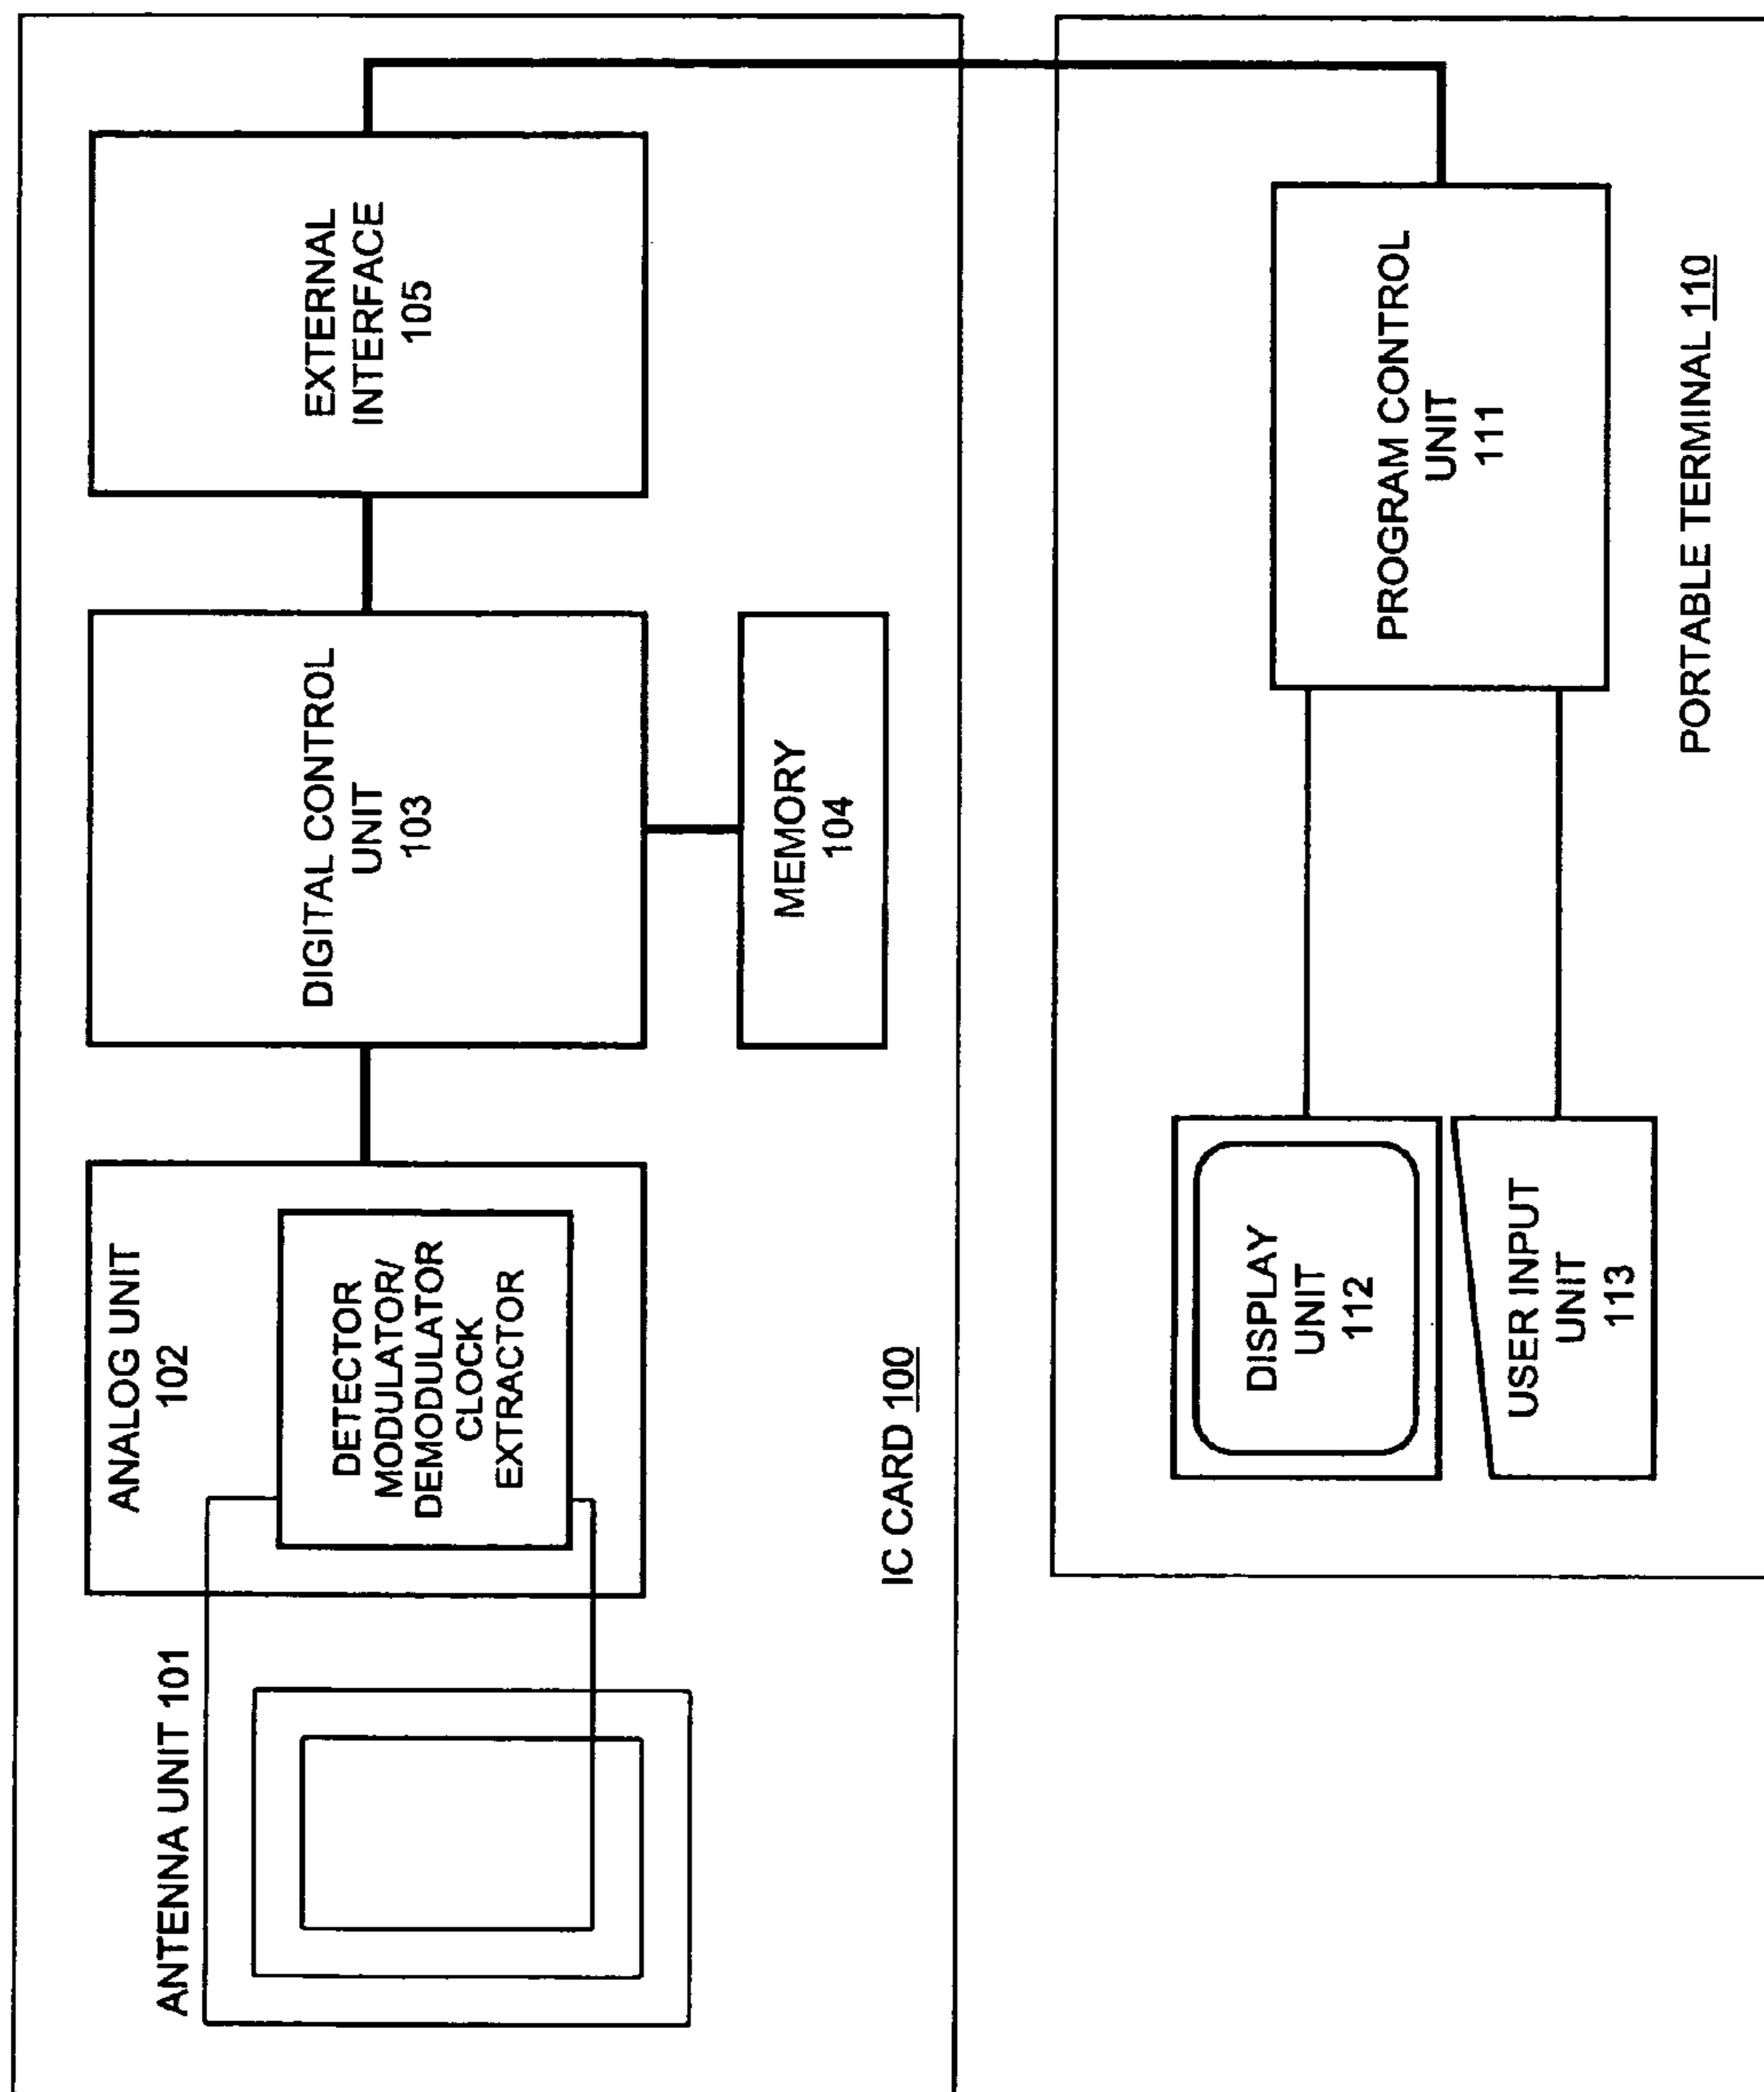 ANTENNA UNIT 101
ANALOG UNIT
102
DETECTOR
MODULATOR/
DEMODULATOR
CLOCK
EXTRACTOR
DIGITAL CONTROL
UNIT
103
MEMORY
104
EXTERNAL
INTERFACE
105
IC CARD 100
DISPLAY
UNIT
112
USER INPUT
UNIT
113
PROGRAM CONTROL
UNIT
111
PORTABLE TERMINAL 110